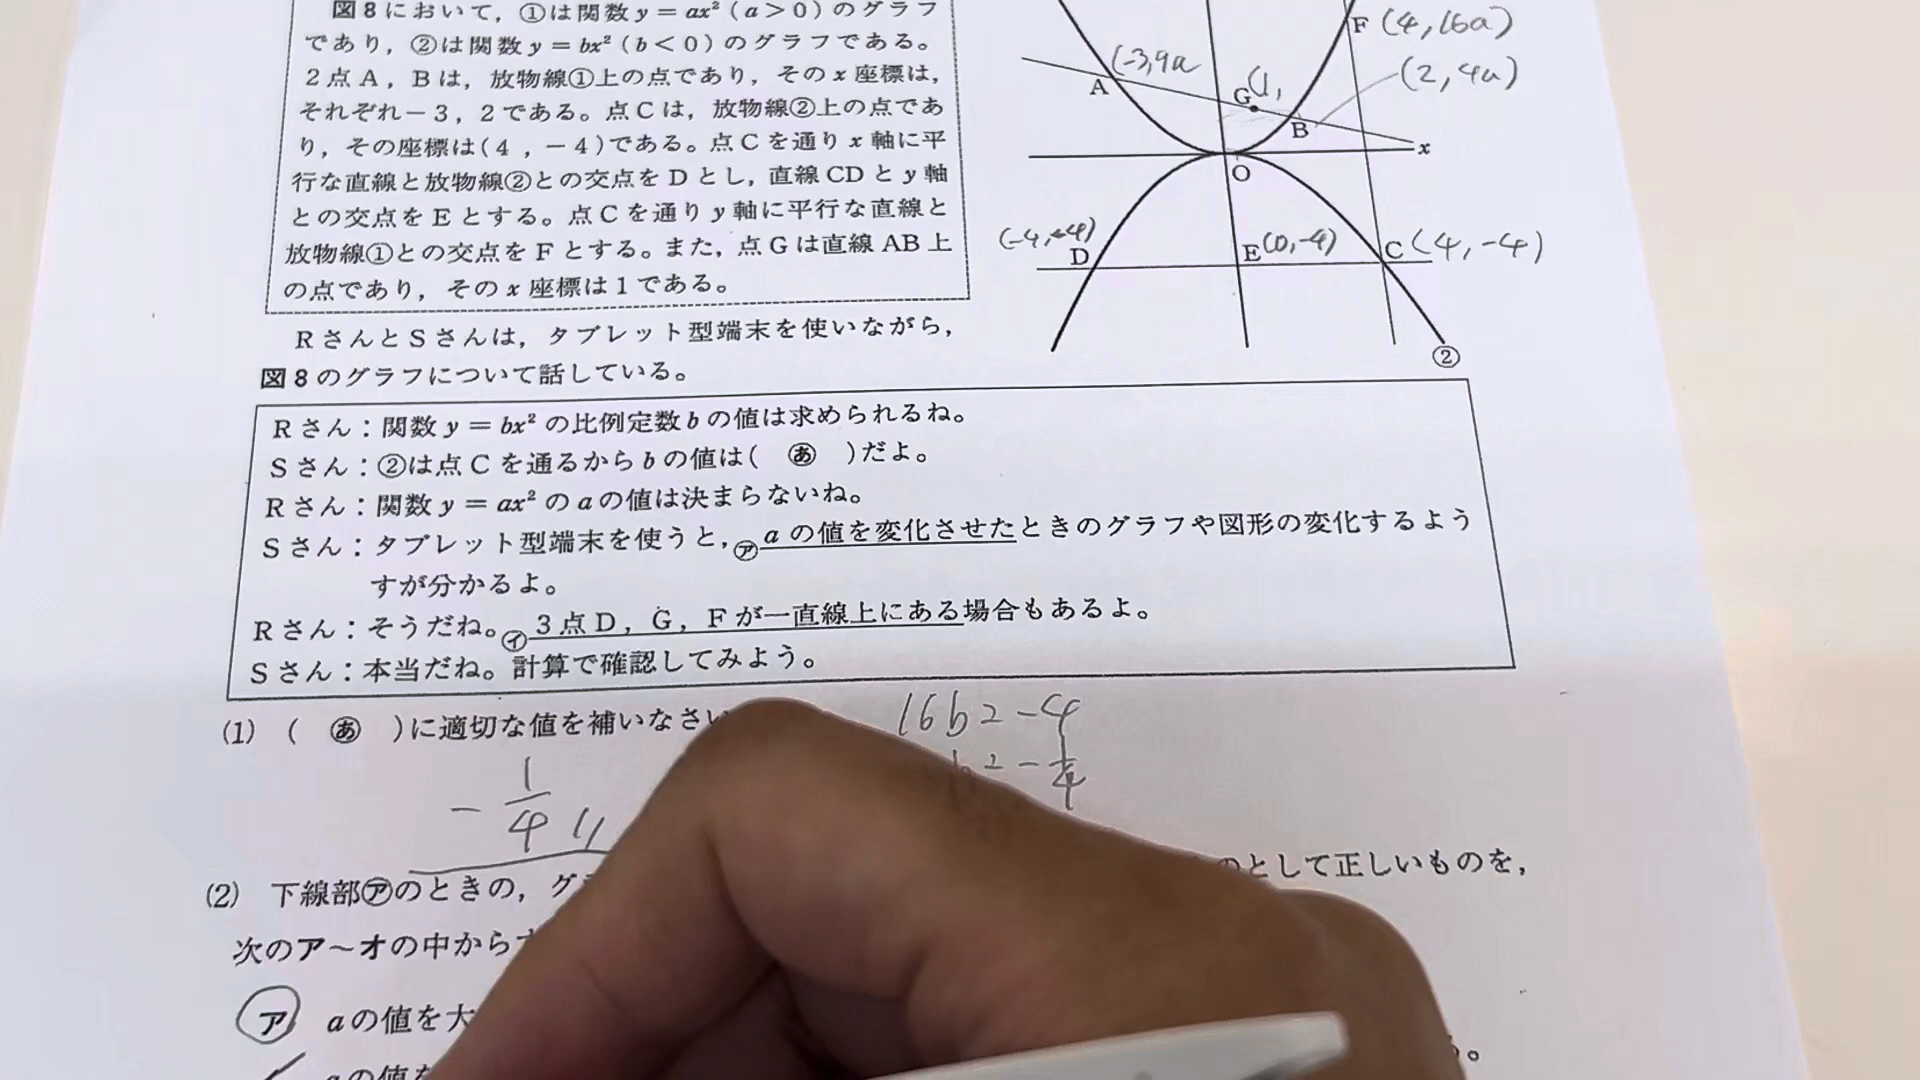 図8において，①は関数 y = ax² ( a > 0 ) のグラフ
であり，②は関数 y = bx² ( b < 0 ) のグラフである。
2点A，Bは，放物線①上の点であり，そのx座標は，
それぞれ－3，2である。点Cは，放物線②上の点であ
り，その座標は(4，－4)である。点Cを通りx軸に平
行な直線と放物線②との交点をDとし，直線CDとy軸
との交点をEとする。点Cを通りy軸に平行な直線と
放物線①との交点をFとする。また，点Gは直線AB上
の点であり，そのx座標は1である。
F (4, 16a)
(-3, 9a
(2, 4a)
A
G (1,
B
x
O
(-4, -4)
D
E (0, -4)
C (4, -4)
②
RさんとSさんは，タブレット型端末を使いながら，
図8のグラフについて話している。
Rさん：関数 y = bx² の比例定数 b の値は求められるね。
Sさん：②は点Cを通るから b の値は( あ )だよ。
Rさん：関数 y = ax² の a の値は決まらないね。
Sさん：タブレット型端末を使うと，㋐ a の値を変化させたときのグラフや図形の変化するよう
すが分かるよ。
Rさん：そうだね。㋑ 3点D，G，Fが一直線上にある場合もあるよ。
Sさん：本当だね。計算で確認してみよう。
(1) ( あ )に適切な値を補いなさい
16b = -4
b = -1/4
-1/4
(2) 下線部㋐のときの，グ
のとして正しいものを，
次のア～オの中から
ア a の値を大
。
a の値を